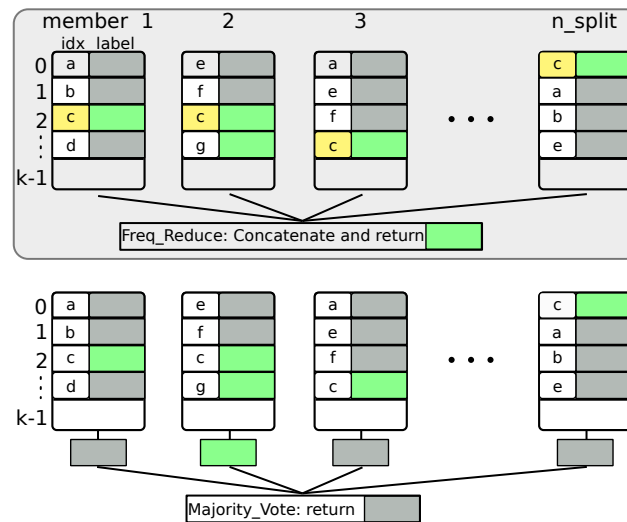 member 1 2 3 n_split
idx label
0 a e a c
1 b f e a
2 c c f b
⋮ d g c e
k-1
Freq_Reduce: Concatenate and return
0 a e a c
1 b f e a
2 c c f b
⋮ d g c e
k-1
Majority_Vote: return